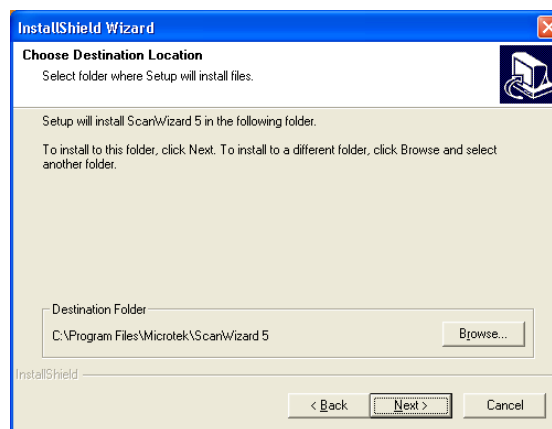 InstallShield Wizard
Choose Destination Location
Select folder where Setup will install files.
Setup will install ScanWizard 5 in the following folder.
To install to this folder, click Next. To install to a different folder, click Browse and select
another folder.
Destination Folder
C:\Program Files\Microtek\ScanWizard 5
Browse...
InstallShield
< Back
Next >
Cancel